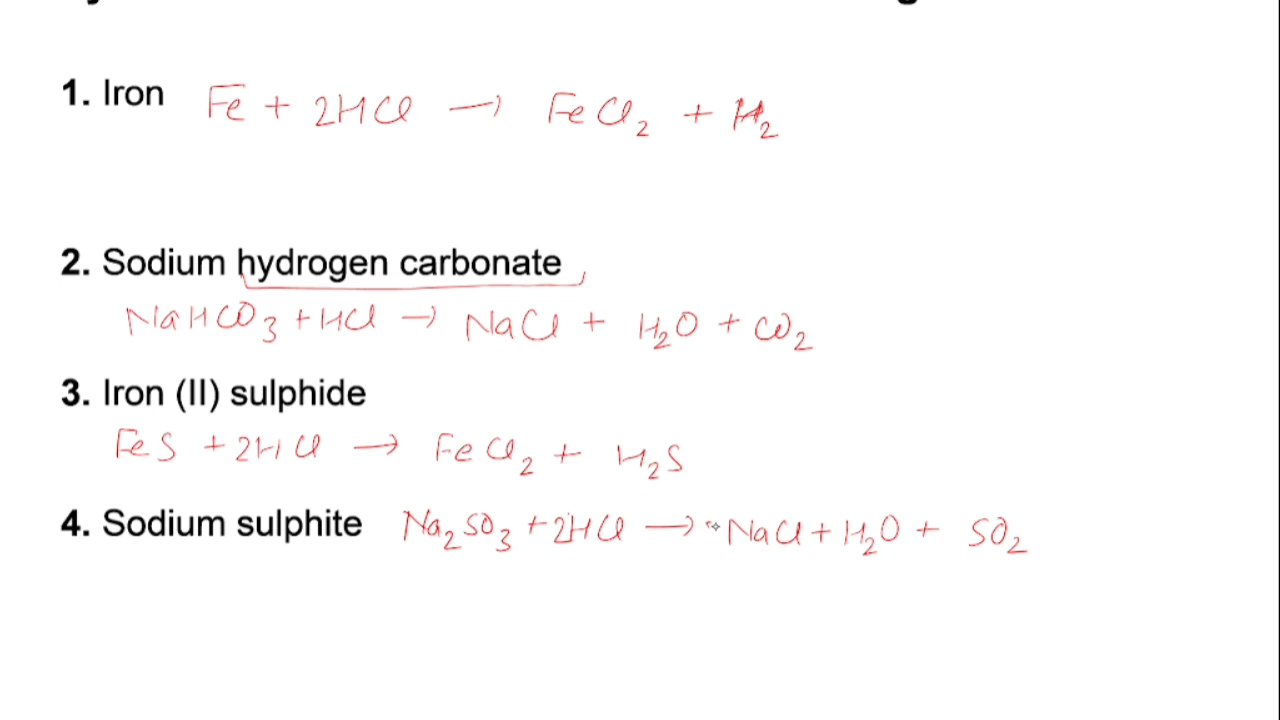 1. Iron Fe + 2HCl → FeCl₂ + H₂
2. Sodium hydrogen carbonate
NaHCO₃ + HCl → NaCl + H₂O + CO₂
3. Iron (II) sulphide
FeS + 2HCl → FeCl₂ + H₂S
4. Sodium sulphite Na₂SO₃ + 2HCl → NaCl + H₂O + SO₂